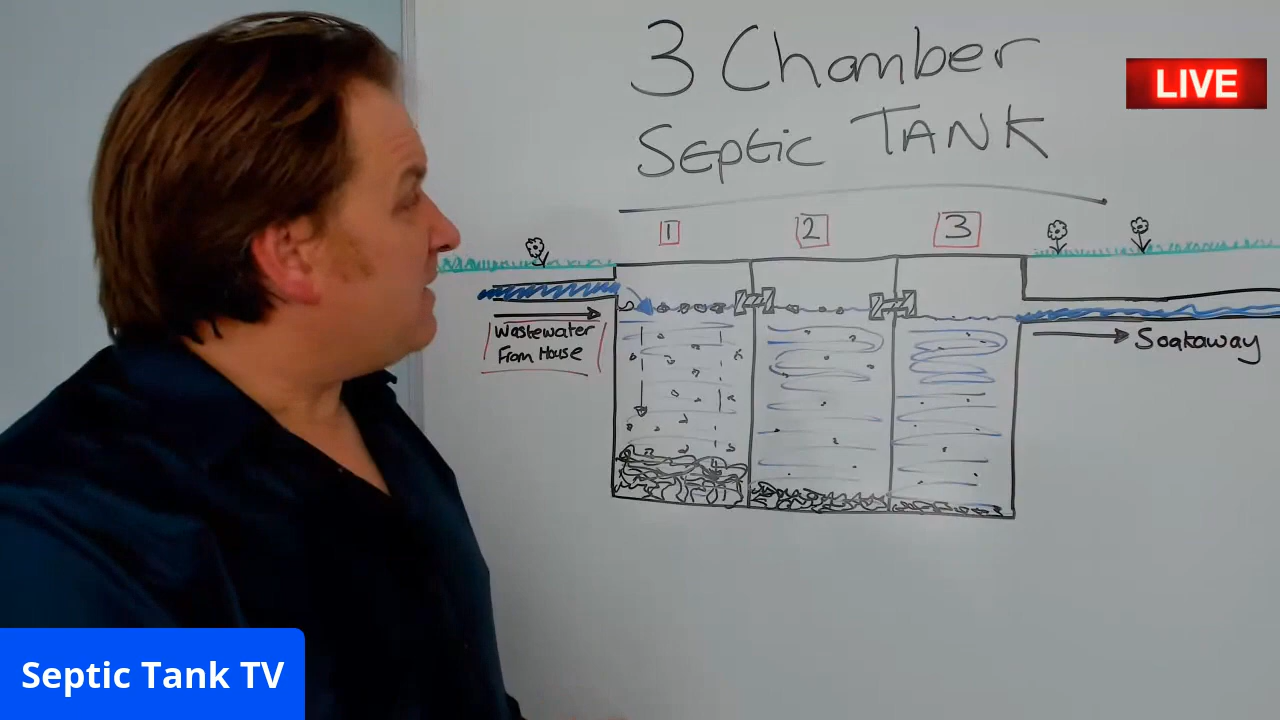 3 Chamber
SEPtic TANK
LIVE
1 2 3
Wastewater
From House
Soakaway
Septic Tank TV